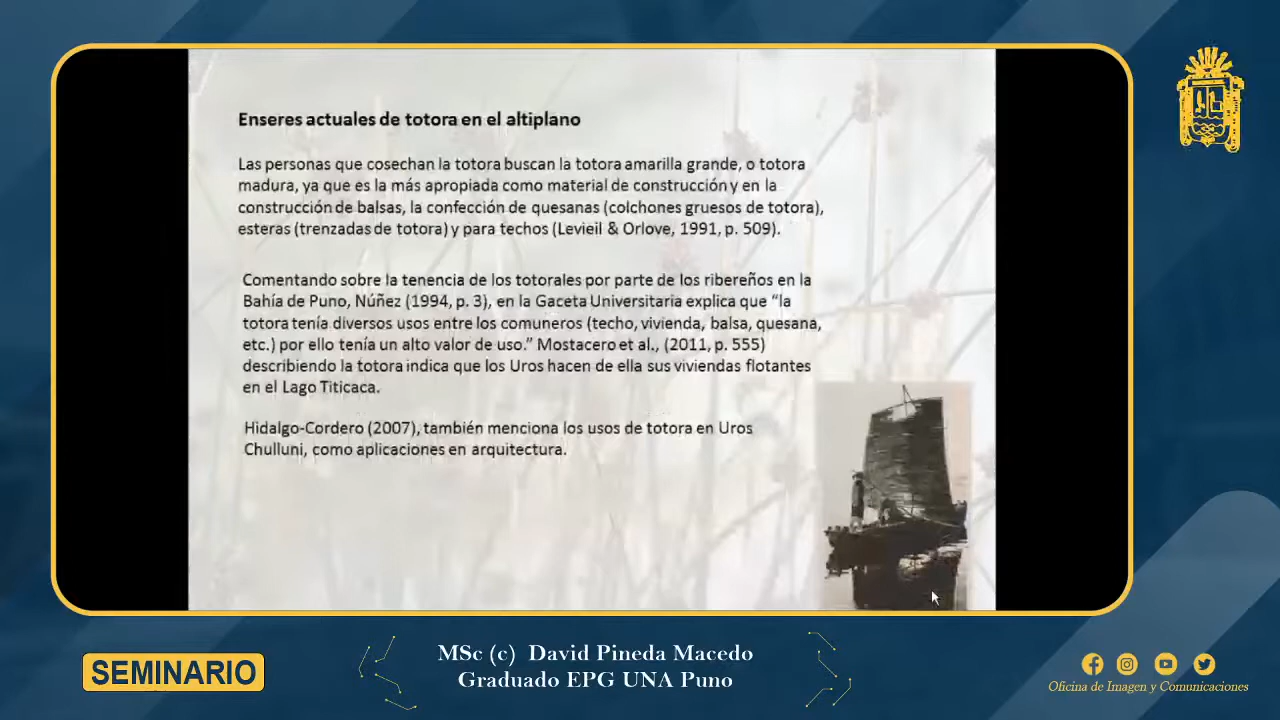 Enseres actuales de totora en el altiplano
Las personas que cosechan la totora buscan la totora amarilla grande, o totora
madura, ya que es la más apropiada como material de construcción y en la
construcción de balsas, la confección de quesanas (colchones gruesos de totora),
esteras (trenzadas de totora) y para techos (Levieil & Orlove, 1991, p. 509).
Comentando sobre la tenencia de los totorales por parte de los ribereños en la
Bahía de Puno, Núñez (1994, p. 3), en la Gaceta Universitaria explica que “la
totora tenía diversos usos entre los comuneros (techo, vivienda, balsa, quesana,
etc.) por ello tenía un alto valor de uso.” Mostacero et al., (2011, p. 555)
describiendo la totora indica que los Uros hacen de ella sus viviendas flotantes
en el Lago Titicaca.
Hidalgo-Cordero (2007), también menciona los usos de totora en Uros
Chulluni, como aplicaciones en arquitectura.
SEMINARIO
MSc (c) David Pineda Macedo
Graduado EPG UNA Puno
Oficina de Imagen y Comunicaciones